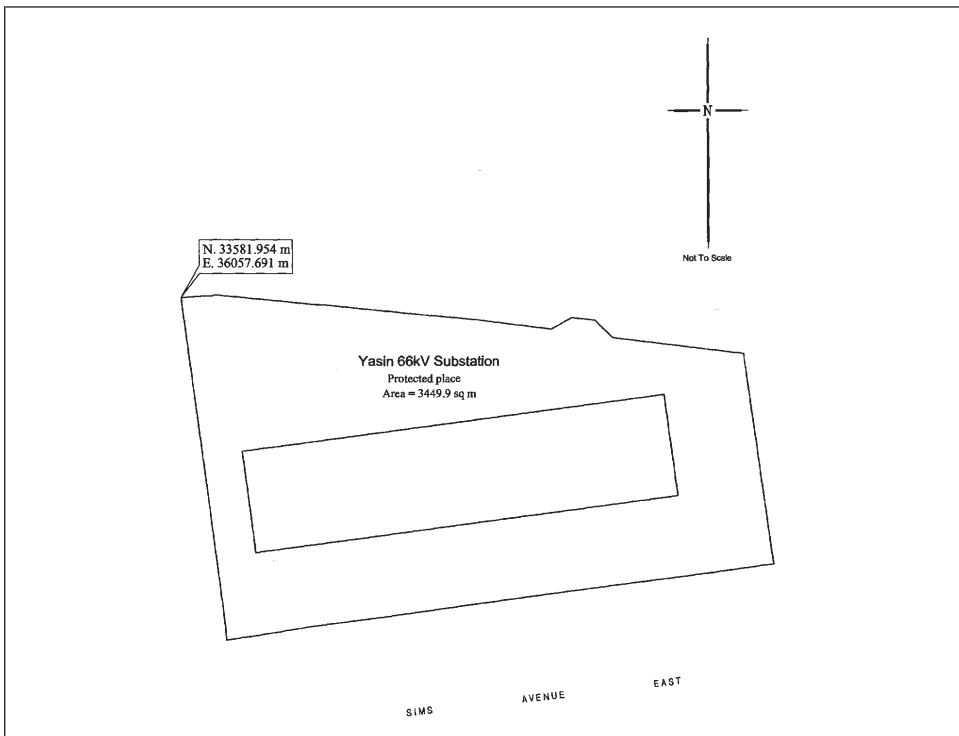 N
Not To Scale
N. 33581.954 m
E. 36057.691 m
Yasin 66kV Substation
Protected place
Area = 3449.9 sq m
SIMS AVENUE EAST